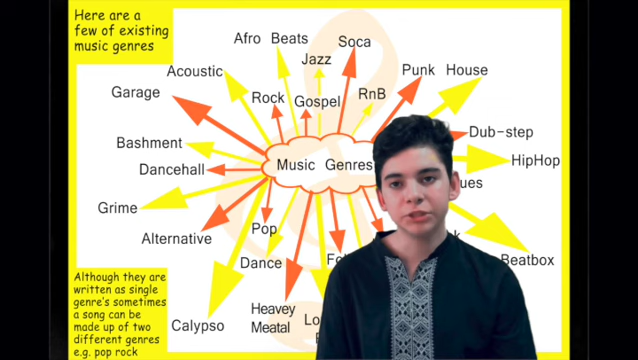 Here are a
few of existing
music genres
Afro Beats
Soca
Jazz
Acoustic
Punk
House
Garage
Rock
Gospel
RnB
Bashment
Dub-step
Music Genres
HipHop
Dancehall
Grime
Alternative
Pop
Dance
Beatbox
Heavey
Meatal
Calypso
Although they are
written as single
genre's sometimes
a song can be
made up of two
different genres
e.g. pop rock